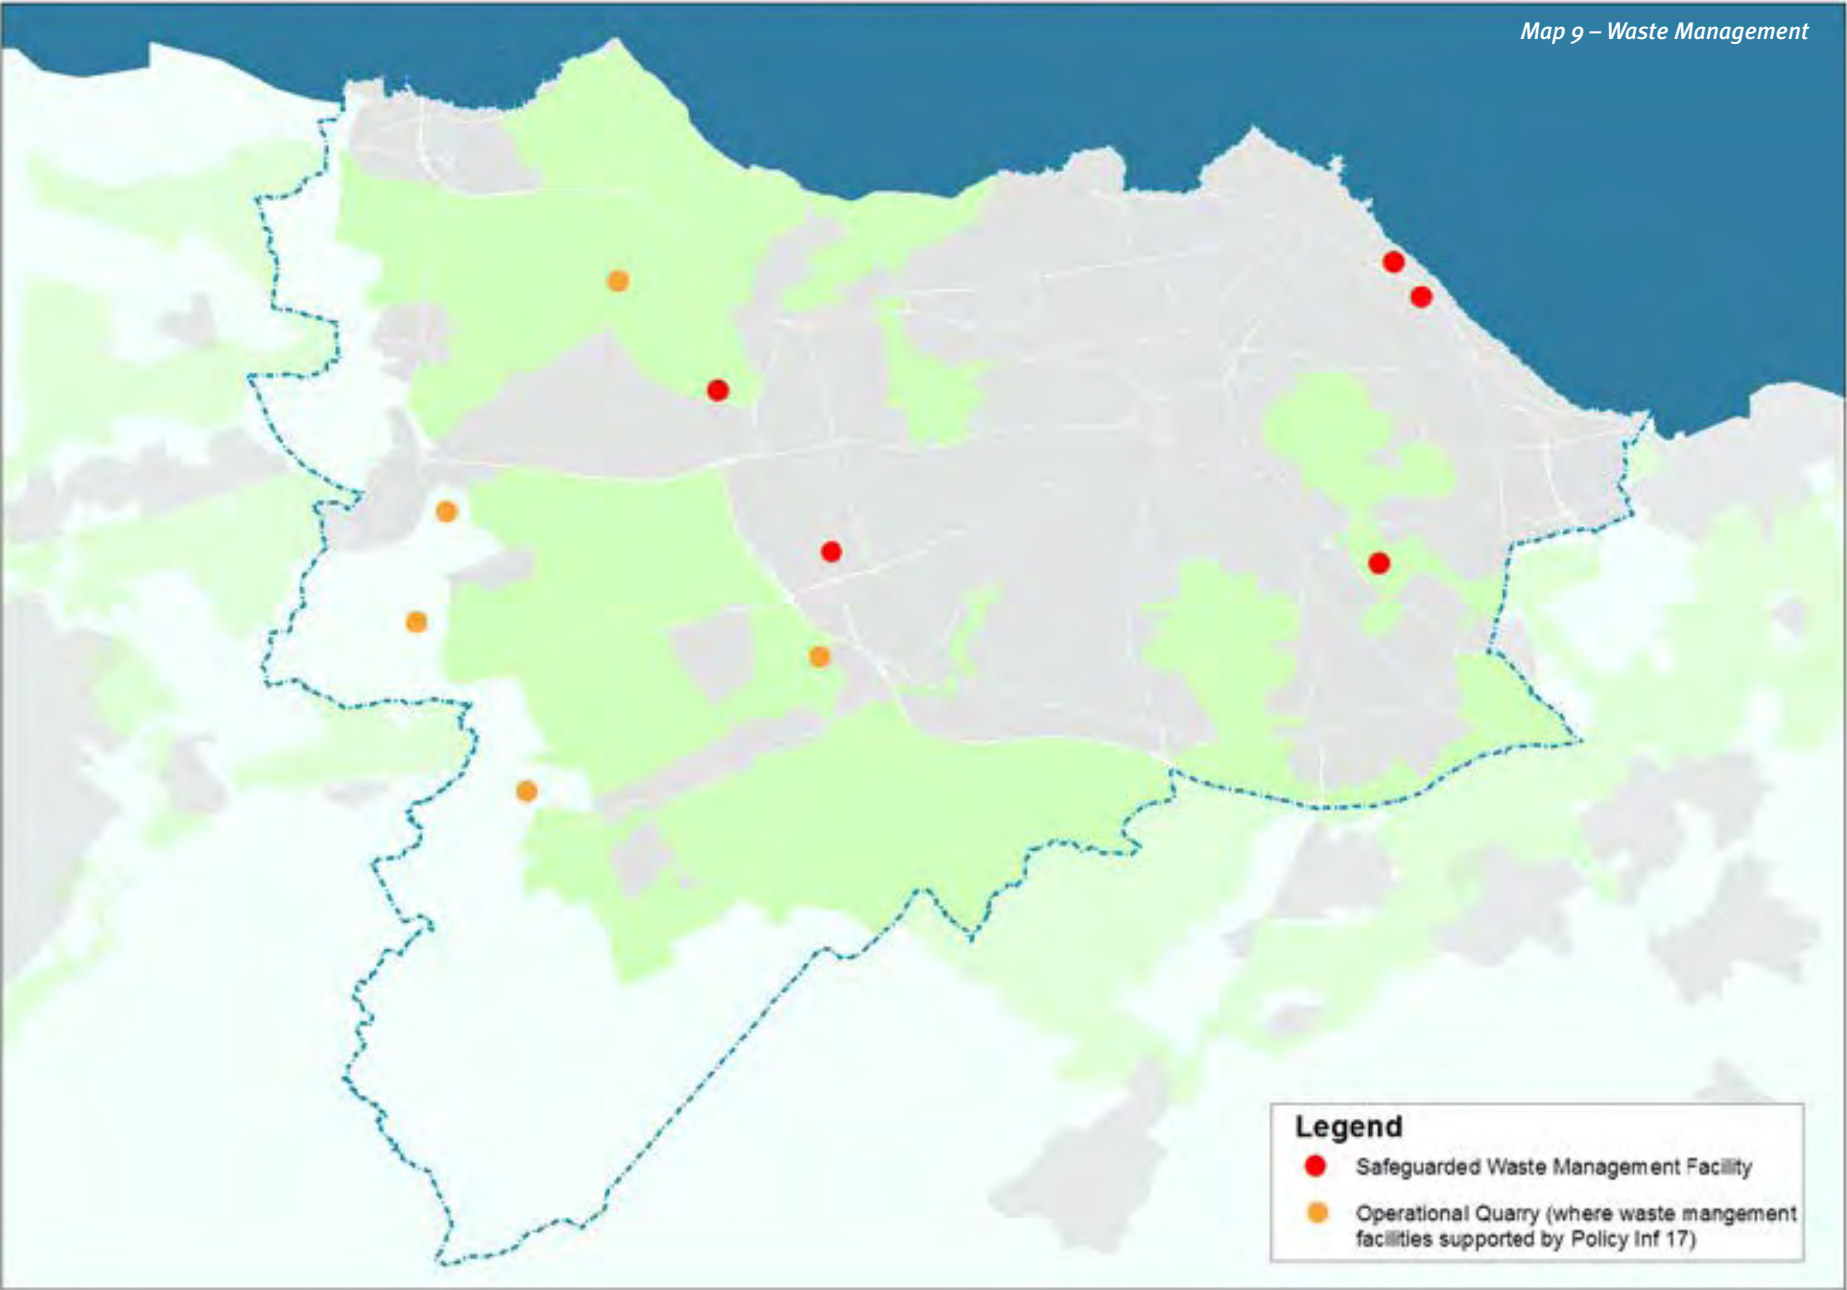 Map 9 – Waste Management
Legend
Safeguarded Waste Management Facility
Operational Quarry (where waste mangement
facilities supported by Policy Inf 17)